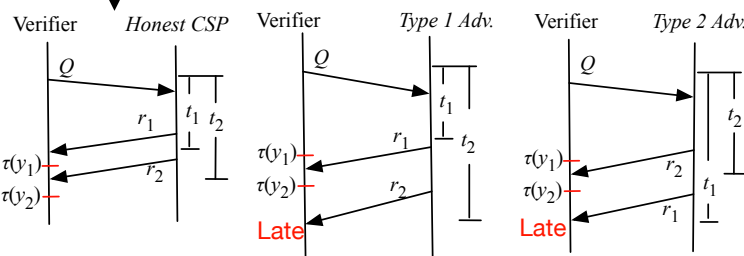 Verifier Honest CSP
Q
t₁ t₂
r₁
τ(y₁)
r₂
τ(y₂)
Verifier Type 1 Adv.
Q
t₁
t₂
r₁
τ(y₁)
τ(y₂)
r₂
Late
Verifier Type 2 Adv.
Q
t₂
τ(y₁)
r₂
t₁
τ(y₂)
r₁
Late